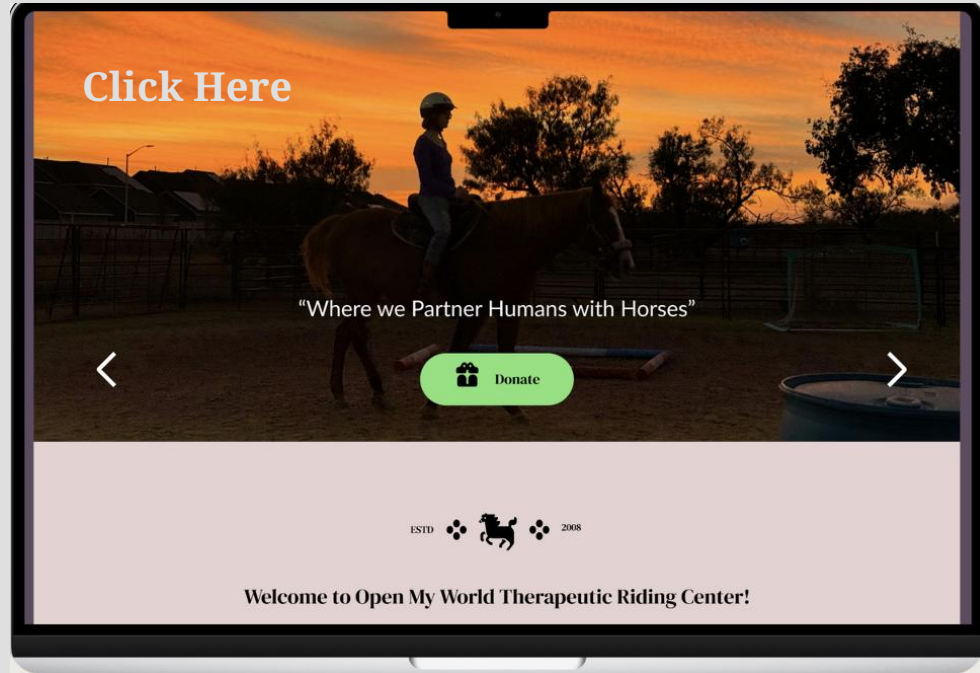 Click Here
“Where we Partner Humans with Horses”
Donate
ESTD 2008
Welcome to Open My World Therapeutic Riding Center!